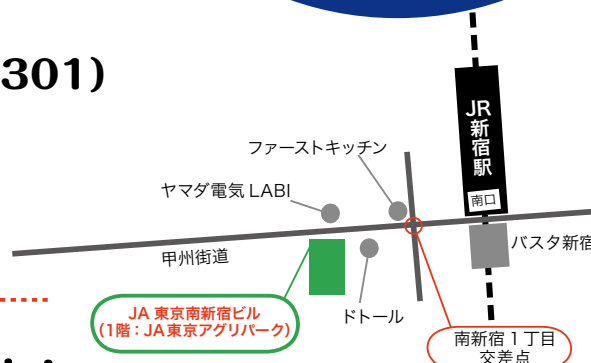 301)
JR新宿駅
南口
ファーストキッチン
ヤマダ電気 LABI
バスタ新宿
甲州街道
ドトール
JA 東京南新宿ビル
(1階:JA東京アグリパーク)
南新宿1丁目
交差点